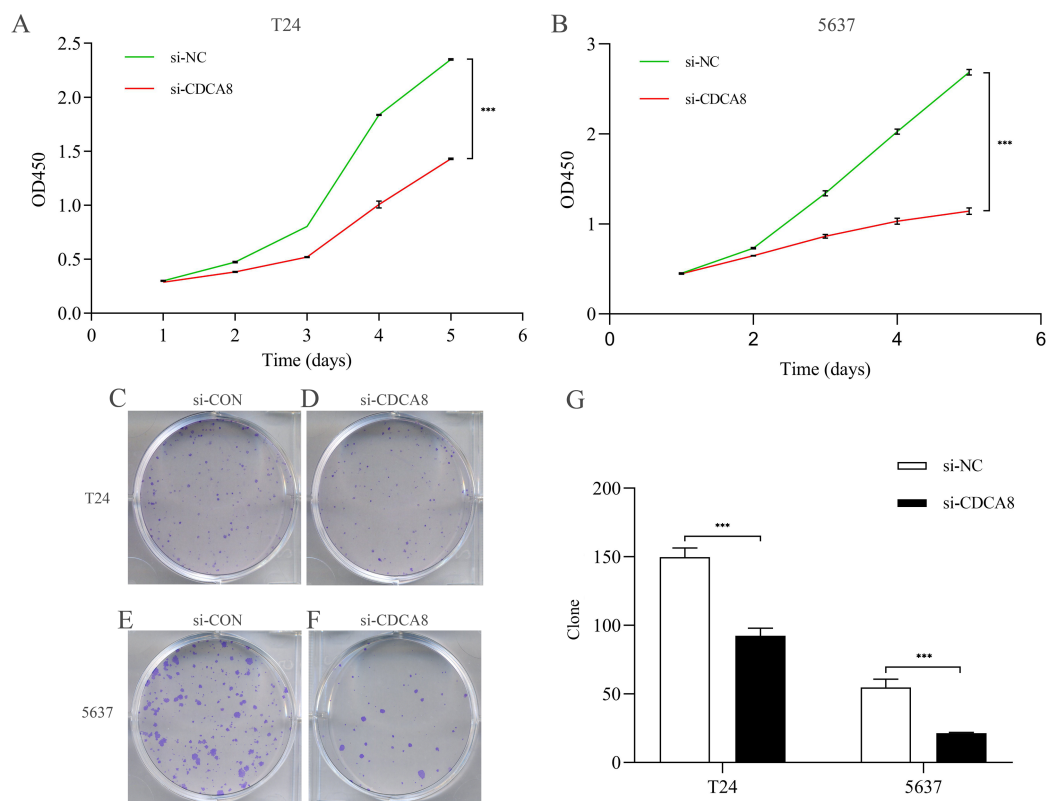 A
T24
2.5
si-NC
si-CDCA8
2.0
1.5
1.0
0.5
0.0
OD450
***
0 1 2 3 4 5 6
Time (days)
B
5637
3
si-NC
si-CDCA8
2
1
0
OD450
***
0 2 4 6
Time (days)
C si-CON D si-CDCA8
T24
E si-CON F si-CDCA8
5637
G
si-NC
si-CDCA8
200
150
100
50
0
Clone
***
***
T24 5637